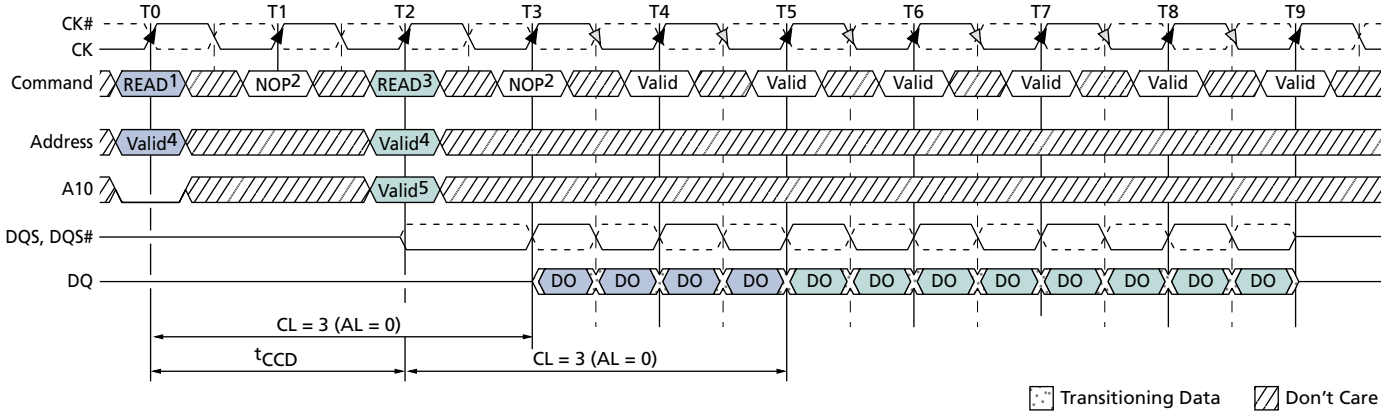 T0 T1 T2 T3 T4 T5 T6 T7 T8 T9
CK#
CK
Command READ1 NOP2 READ3 NOP2 Valid Valid Valid Valid Valid Valid
Address Valid4 Valid4
A10 Valid5
DQS, DQS#
DQ DO DO DO DO DO DO DO DO DO DO DO DO
CL = 3 (AL = 0)
tCCD CL = 3 (AL = 0)
Transitioning Data Don't Care